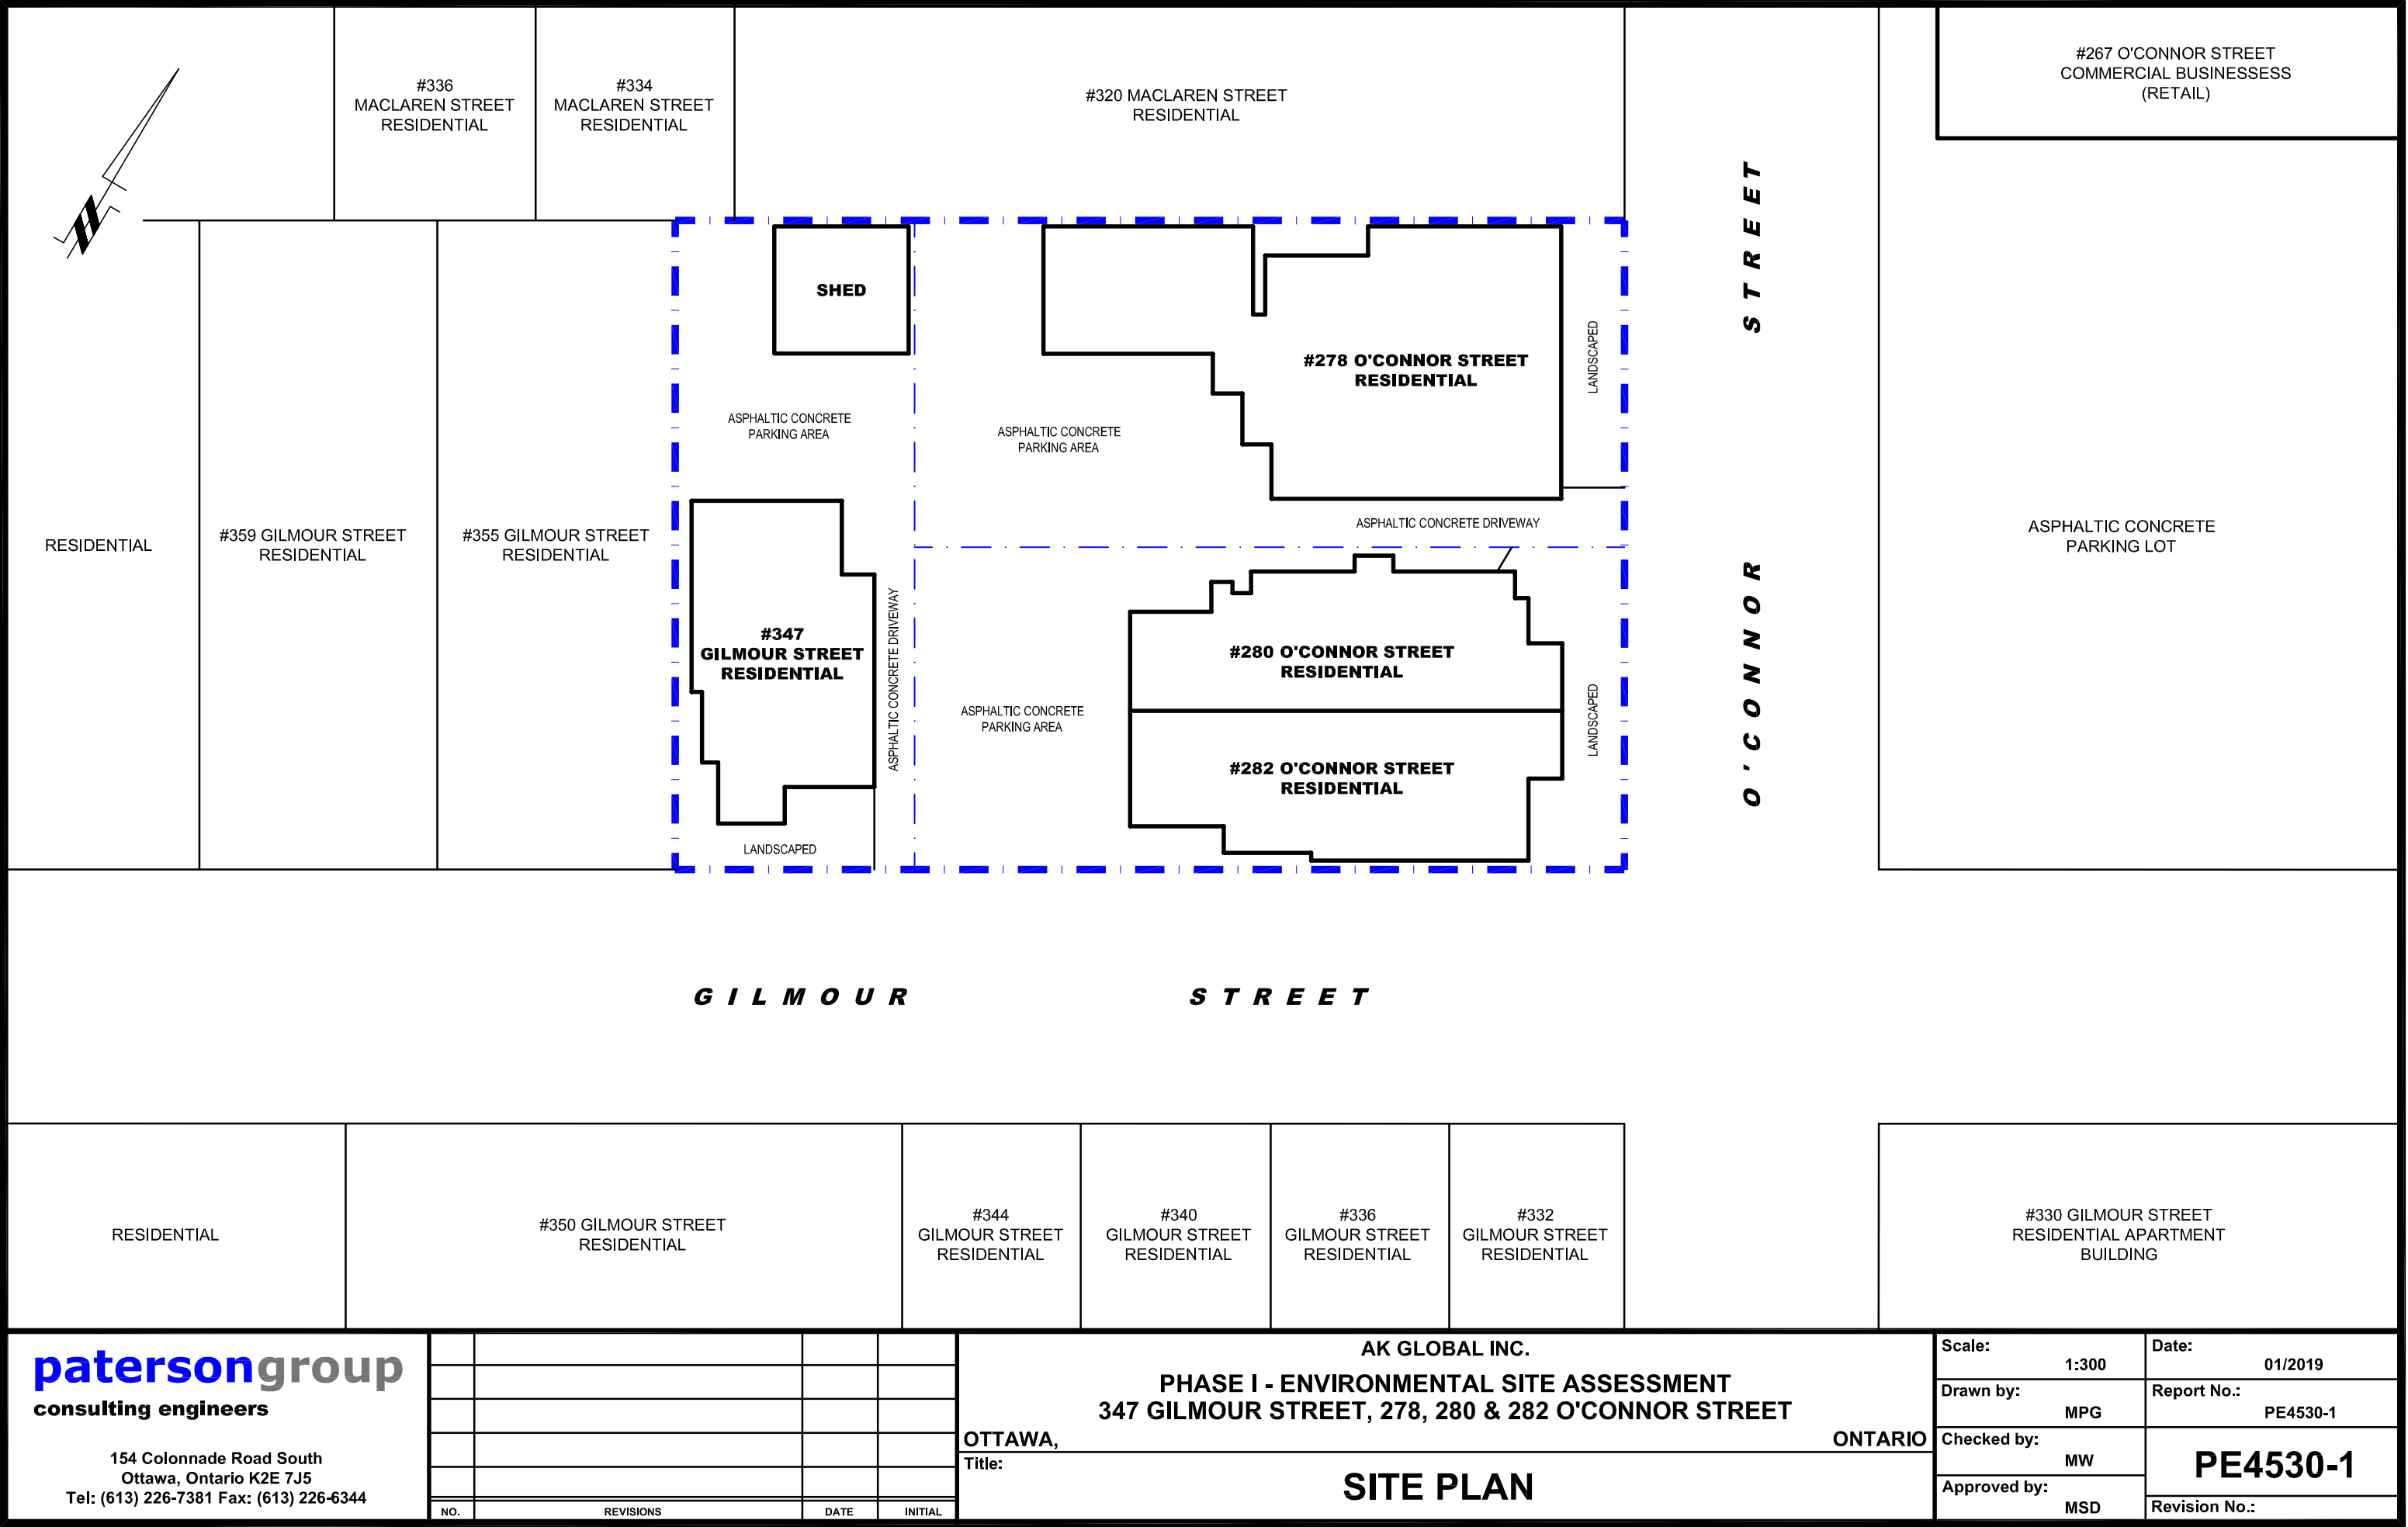 #336
MACLAREN STREET
RESIDENTIAL
#334
MACLAREN STREET
RESIDENTIAL
#320 MACLAREN STREET
RESIDENTIAL
#267 O'CONNOR STREET
COMMERCIAL BUSINESSESS
(RETAIL)
SHED
#278 O'CONNOR STREET
RESIDENTIAL
LANDSCAPED
ASPHALTIC CONCRETE
PARKING AREA
ASPHALTIC CONCRETE
PARKING AREA
RESIDENTIAL
#359 GILMOUR STREET
RESIDENTIAL
#355 GILMOUR STREET
RESIDENTIAL
ASPHALTIC CONCRETE DRIVEWAY
#347
GILMOUR STREET
RESIDENTIAL
ASPHALTIC CONCRETE DRIVEWAY
ASPHALTIC CONCRETE
PARKING AREA
#280 O'CONNOR STREET
RESIDENTIAL
#282 O'CONNOR STREET
RESIDENTIAL
LANDSCAPED
LANDSCAPED
O'CONNOR STREET
ASPHALTIC CONCRETE
PARKING LOT
GILMOUR STREET
RESIDENTIAL
#350 GILMOUR STREET
RESIDENTIAL
#344
GILMOUR STREET
RESIDENTIAL
#340
GILMOUR STREET
RESIDENTIAL
#336
GILMOUR STREET
RESIDENTIAL
#332
GILMOUR STREET
RESIDENTIAL
#330 GILMOUR STREET
RESIDENTIAL APARTMENT
BUILDING
patersongroup
consulting engineers
154 Colonnade Road South
Ottawa, Ontario K2E 7J5
Tel: (613) 226-7381 Fax: (613) 226-6344
NO. REVISIONS DATE INITIAL
AK GLOBAL INC.
PHASE I - ENVIRONMENTAL SITE ASSESSMENT
347 GILMOUR STREET, 278, 280 & 282 O'CONNOR STREET
OTTAWA, ONTARIO
Title:
SITE PLAN
Scale:
1:300
Date:
01/2019
Drawn by:
MPG
Report No.:
PE4530-1
Checked by:
MW
PE4530-1
Approved by:
MSD
Revision No.: